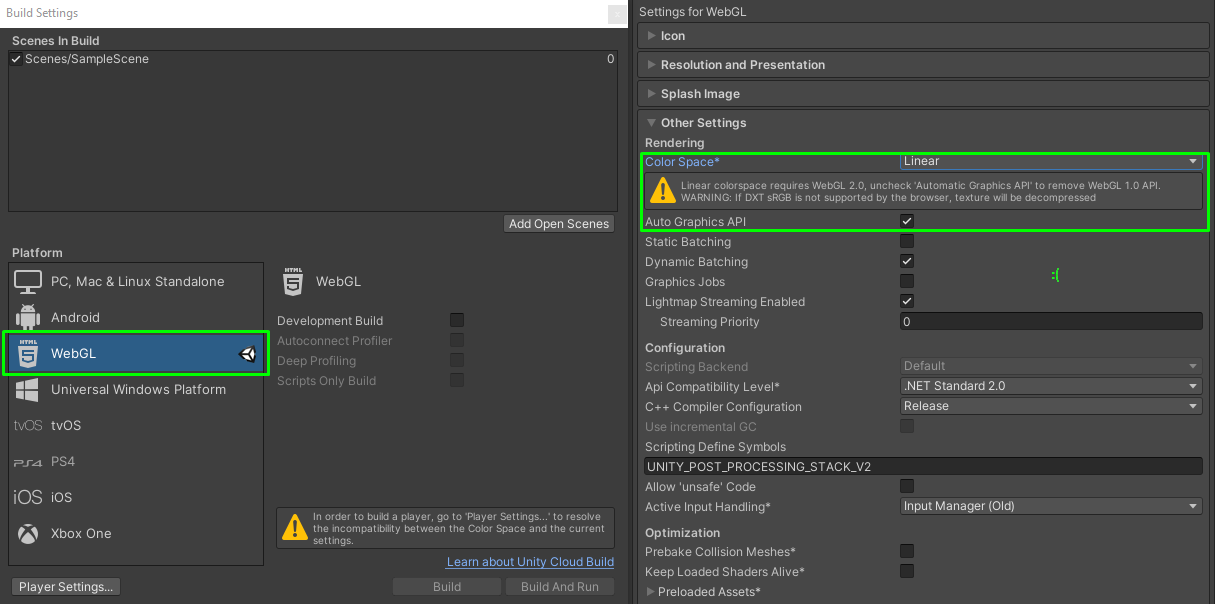 Build Settings
Scenes In Build
Scenes/SampleScene 0
Add Open Scenes
Platform
PC, Mac & Linux Standalone
Android
HTML
5
WebGL
Universal Windows Platform
tvOS tvOS
PS4 PS4
iOS iOS
Xbox One
Player Settings...
HTML
5
WebGL
Development Build
Autoconnect Profiler
Deep Profiling
Scripts Only Build
In order to build a player, go to 'Player Settings...' to resolve
the incompatibility between the Color Space and the current
settings.
Learn about Unity Cloud Build
Build Build And Run
Settings for WebGL
Icon
Resolution and Presentation
Splash Image
Other Settings
Rendering
Color Space* Linear
Linear colorspace requires WebGL 2.0, uncheck 'Automatic Graphics API' to remove WebGL 1.0 API.
WARNING: If DXT sRGB is not supported by the browser, texture will be decompressed
Auto Graphics API
Static Batching
Dynamic Batching
Graphics Jobs
:(
Lightmap Streaming Enabled
Streaming Priority 0
Configuration
Scripting Backend Default
Api Compatibility Level* .NET Standard 2.0
C++ Compiler Configuration Release
Use incremental GC
Scripting Define Symbols
UNITY_POST_PROCESSING_STACK_V2
Allow 'unsafe' Code
Active Input Handling* Input Manager (Old)
Optimization
Prebake Collision Meshes*
Keep Loaded Shaders Alive*
Preloaded Assets*